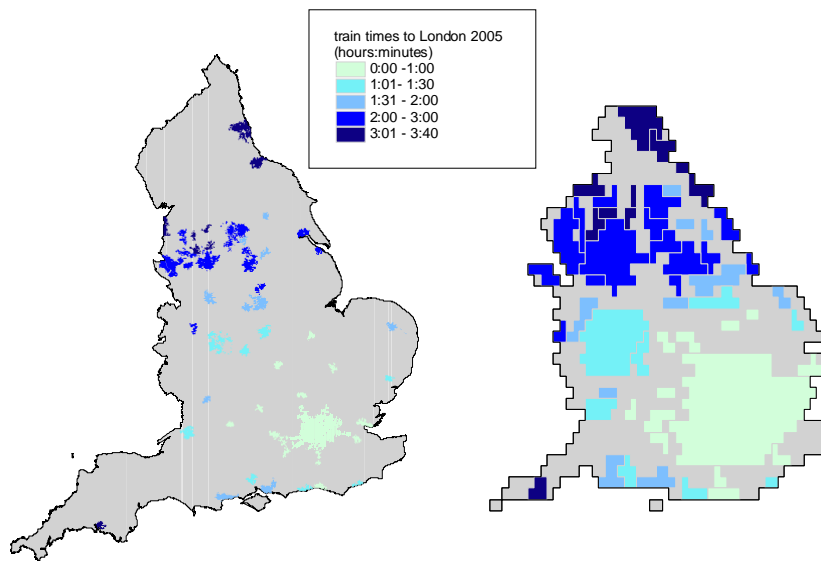 train times to London 2005
(hours:minutes)
0:00 -1:00
1:01- 1:30
1:31 - 2:00
2:00 - 3:00
3:01 - 3:40